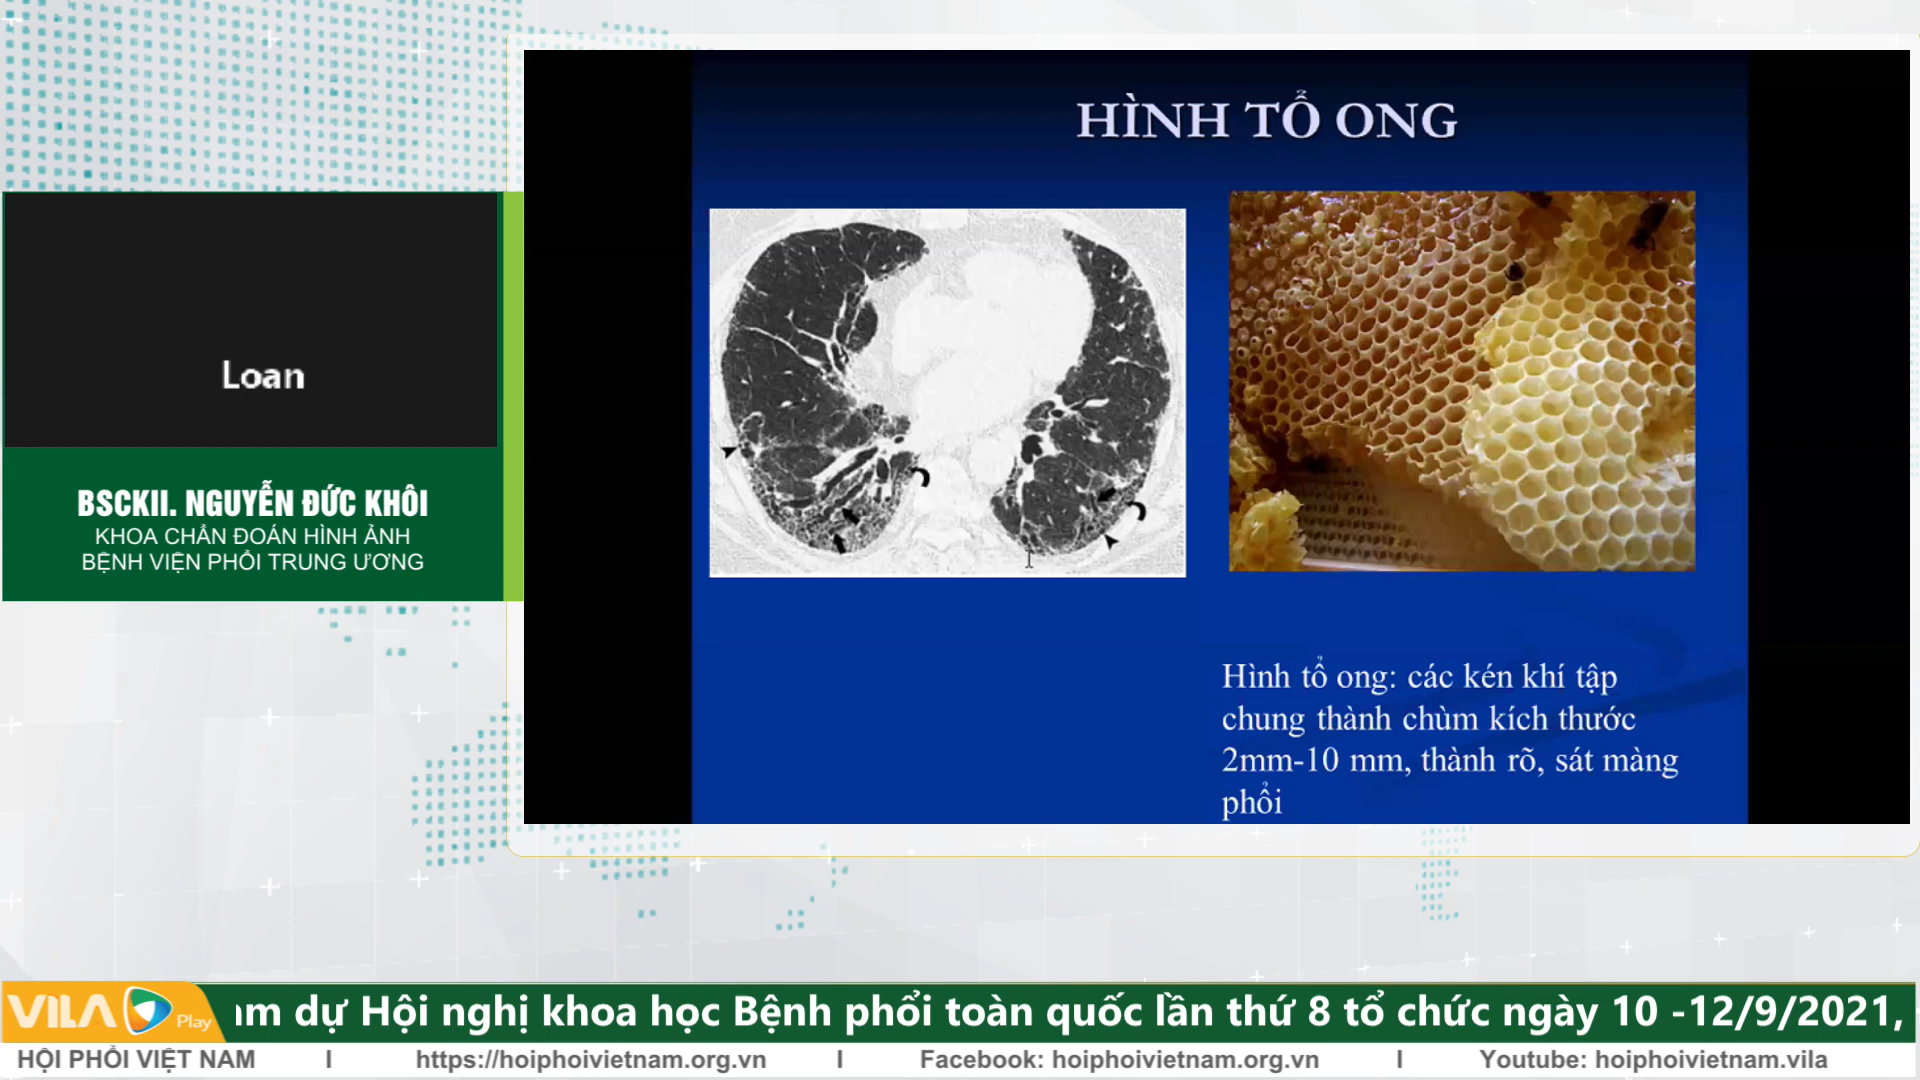 HÌNH TỔ ONG
Loan
BSCKII. NGUYỄN ĐỨC KHÔI
KHOA CHẨN ĐOÁN HÌNH ẢNH
BỆNH VIỆN PHỔI TRUNG ƯƠNG
Hình tổ ong: các kén khí tập
chung thành chùm kích thước
2mm-10 mm, thành rõ, sát màng
phổi
VILA Play
dự Hội nghị khoa học Bệnh phổi toàn quốc lần thứ 8 tổ chức ngày 10 -12/9/2021,
HỘI PHỔI VIỆT NAM I https://hoiphoivietnam.org.vn I Facebook: hoiphoivietnam.org.vn I Youtube: hoiphoivietnam.vila